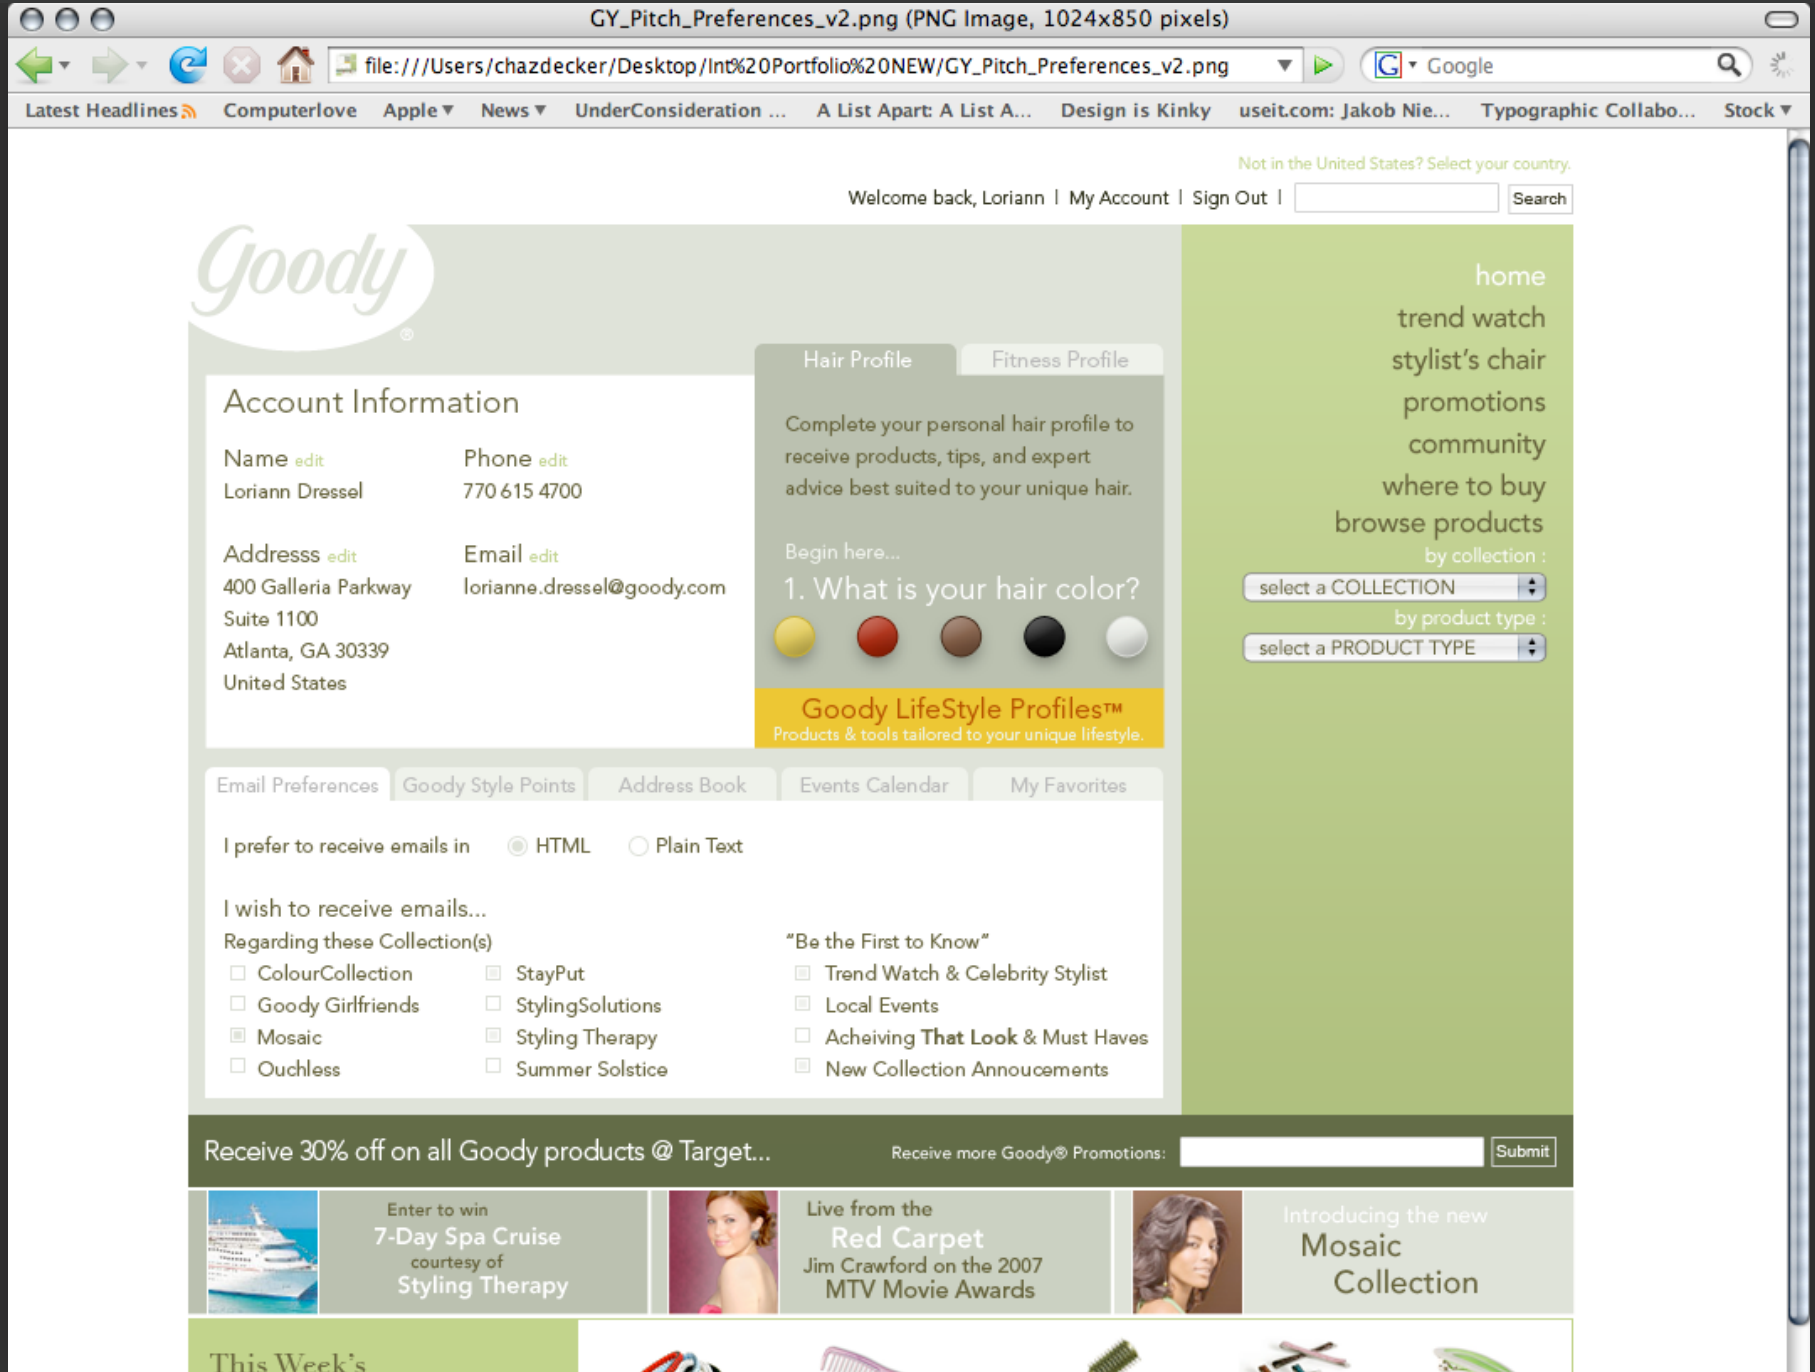 GY_Pitch_Preferences_v2.png (PNG Image, 1024x850 pixels)
file:///Users/chazdecker/Desktop/Int%20Portfolio%20NEW/GY_Pitch_Preferences_v2.png
G Google
Latest Headlines Computerlove Apple News UnderConsideration ... A List Apart: A List A... Design is Kinky useit.com: Jakob Nie... Typographic Collabo... Stock
Not in the United States? Select your country.
Welcome back, Loriann | My Account | Sign Out | Search
Goody®
home
trend watch
stylist's chair
promotions
community
where to buy
browse products
by collection :
select a COLLECTION
by product type :
select a PRODUCT TYPE
Hair Profile Fitness Profile
Account Information
Name edit
Loriann Dressel
Phone edit
770 615 4700
Addresss edit
400 Galleria Parkway
Suite 1100
Atlanta, GA 30339
United States
Email edit
lorianne.dressel@goody.com
Complete your personal hair profile to
receive products, tips, and expert
advice best suited to your unique hair.
Begin here...
1. What is your hair color?
Goody LifeStyle Profiles™
Products & tools tailored to your unique lifestyle.
Email Preferences Goody Style Points Address Book Events Calendar My Favorites
I prefer to receive emails in HTML Plain Text
I wish to receive emails...
Regarding these Collection(s)
ColourCollection
Goody Girlfriends
Mosaic
Ouchless
StayPut
StylingSolutions
Styling Therapy
Summer Solstice
"Be the First to Know"
Trend Watch & Celebrity Stylist
Local Events
Acheiving That Look & Must Haves
New Collection Annoucements
Receive 30% off on all Goody products @ Target...
Receive more Goody® Promotions: Submit
Enter to win
7-Day Spa Cruise
courtesy of
Styling Therapy
Live from the
Red Carpet
Jim Crawford on the 2007
MTV Movie Awards
Introducing the new
Mosaic
Collection
This Week's